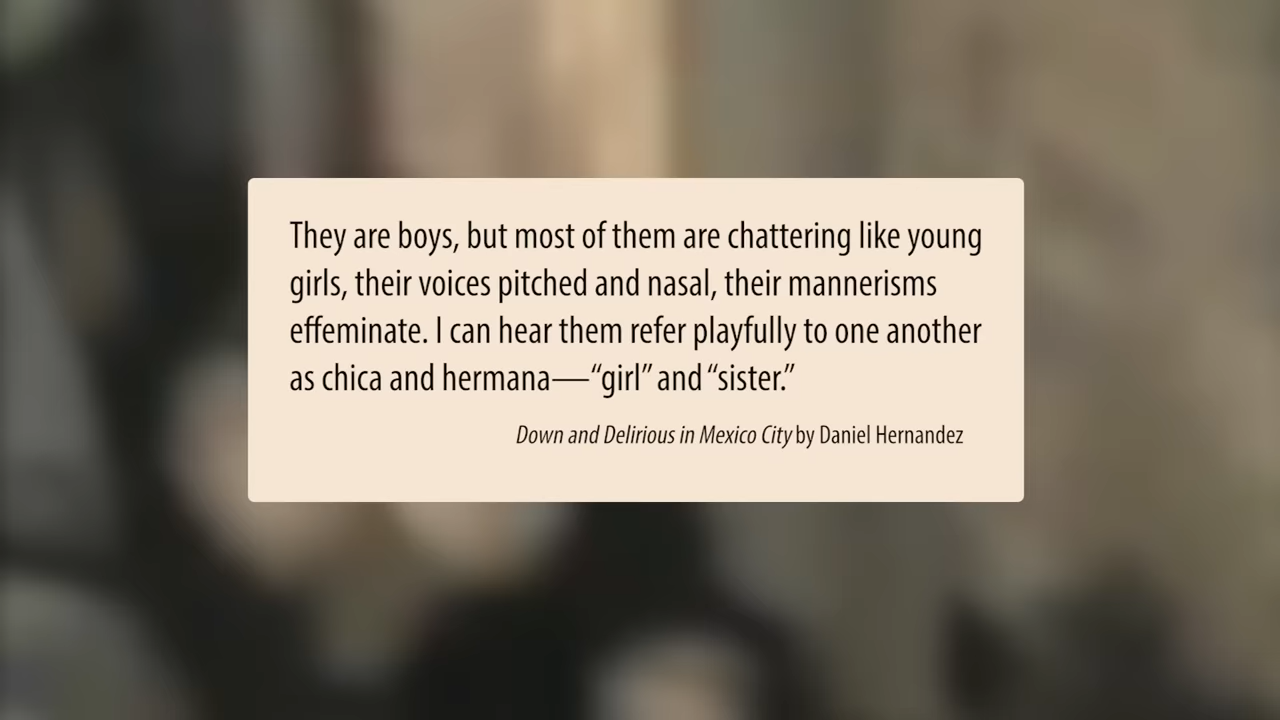 They are boys, but most of them are chattering like young
girls, their voices pitched and nasal, their mannerisms
effeminate. I can hear them refer playfully to one another
as chica and hermana—“girl” and “sister.”
Down and Delirious in Mexico City by Daniel Hernandez